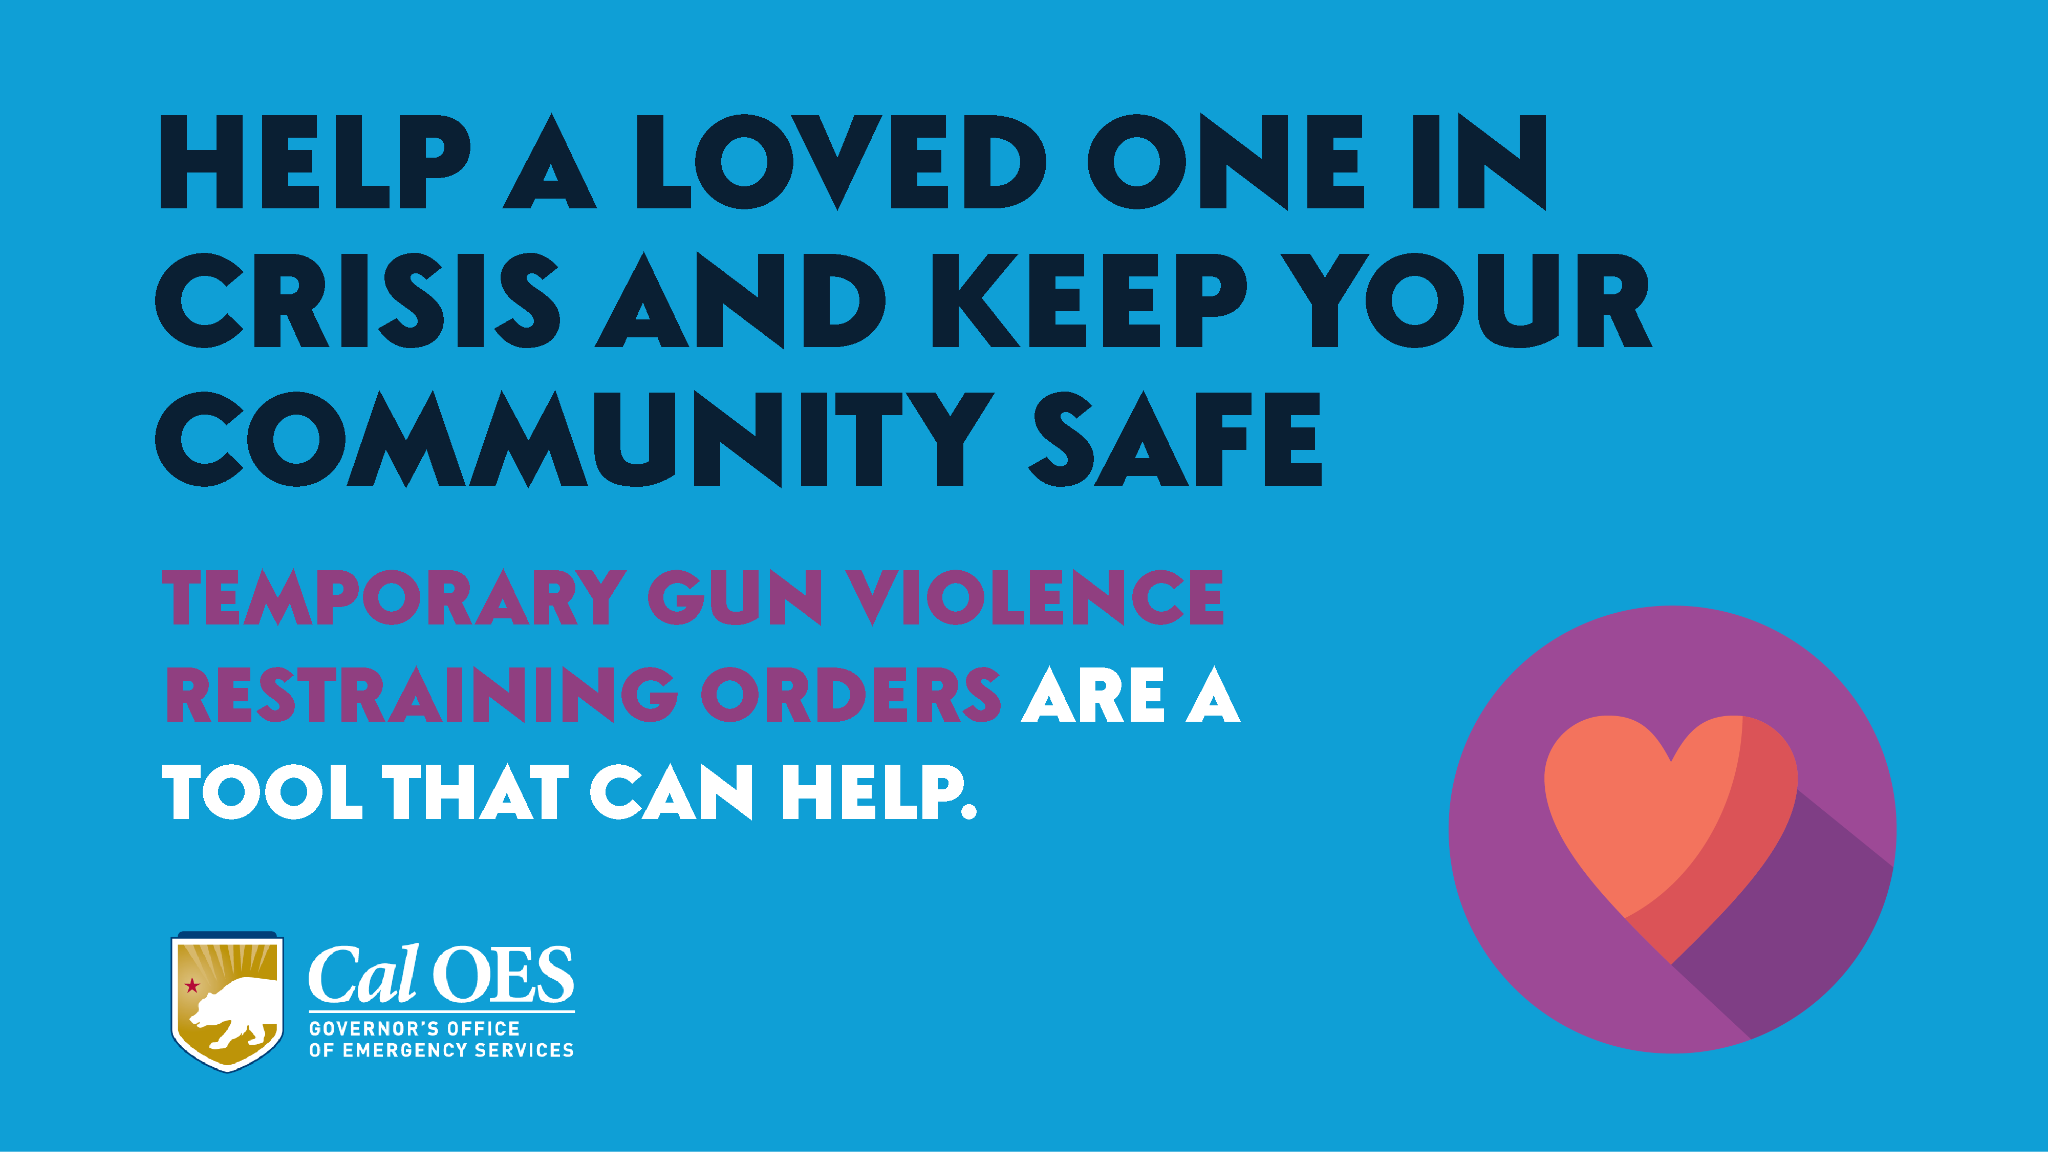 HELP A LOVED ONE IN
CRISIS AND KEEP YOUR
COMMUNITY SAFE
TEMPORARY GUN VIOLENCE
RESTRAINING ORDERS ARE A
TOOL THAT CAN HELP.
Cal OES
GOVERNOR'S OFFICE
OF EMERGENCY SERVICES